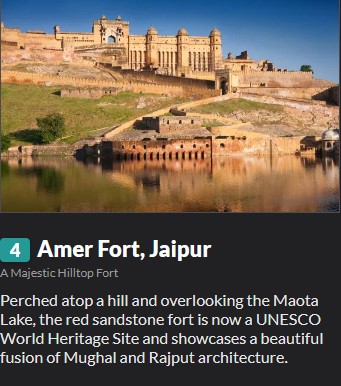 4 Amer Fort, Jaipur
A Majestic Hilltop Fort
Perched atop a hill and overlooking the Maota
Lake, the red sandstone fort is now a UNESCO
World Heritage Site and showcases a beautiful
fusion of Mughal and Rajput architecture.